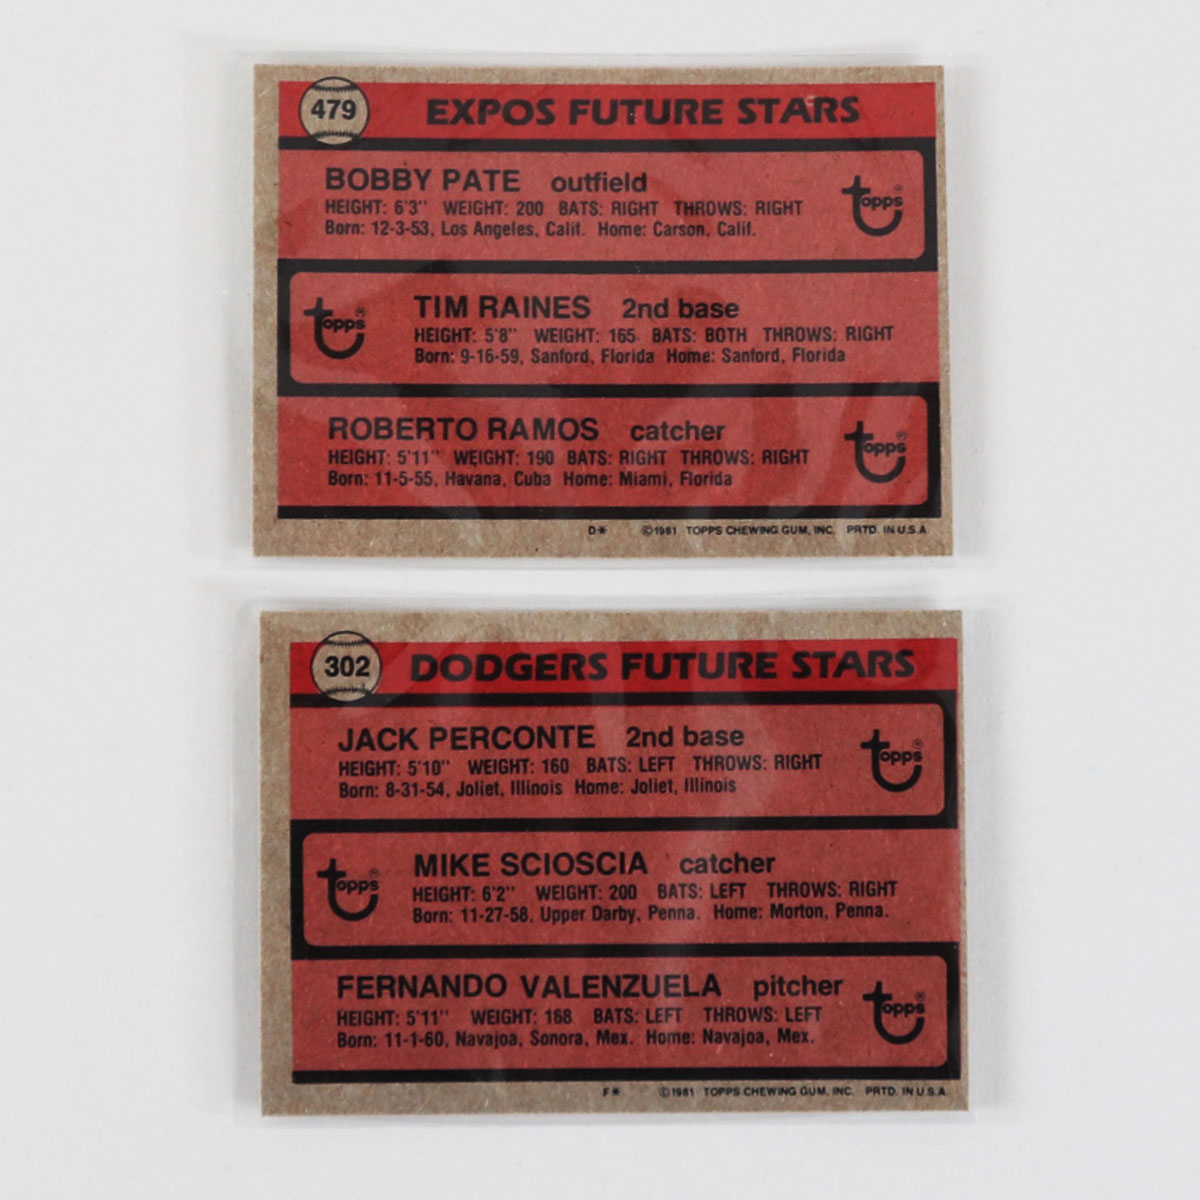 479 EXPOS FUTURE STARS
BOBBY PATE outfield
HEIGHT: 6'3" WEIGHT: 200 BATS: RIGHT THROWS: RIGHT
Born: 12-3-53, Los Angeles, Calif. Home: Carson, Calif.
Topps®
TIM RAINES 2nd base
HEIGHT: 5'8" WEIGHT: 165 BATS: BOTH THROWS: RIGHT
Born: 9-16-59, Sanford, Florida Home: Sanford, Florida
Topps®
ROBERTO RAMOS catcher
HEIGHT: 5'11" WEIGHT: 190 BATS: RIGHT THROWS: RIGHT
Born: 11-5-55, Havana, Cuba Home: Miami, Florida
Topps®
D* ©1981 TOPPS CHEWING GUM, INC. PRTD. IN U.S.A.
302 DODGERS FUTURE STARS
JACK PERCONTE 2nd base
HEIGHT: 5'10" WEIGHT: 160 BATS: LEFT THROWS: RIGHT
Born: 8-31-54, Joliet, Illinois Home: Joliet, Illinois
Topps®
MIKE SCIOSCIA catcher
HEIGHT: 6'2" WEIGHT: 200 BATS: LEFT THROWS: RIGHT
Born: 11-27-58, Upper Darby, Penna. Home: Morton, Penna.
Topps®
FERNANDO VALENZUELA pitcher
HEIGHT: 5'11" WEIGHT: 168 BATS: LEFT THROWS: LEFT
Born: 11-1-60, Navajoa, Sonora, Mex. Home: Navajoa, Mex.
Topps®
F* ©1981 TOPPS CHEWING GUM, INC. PRTD. IN U.S.A.